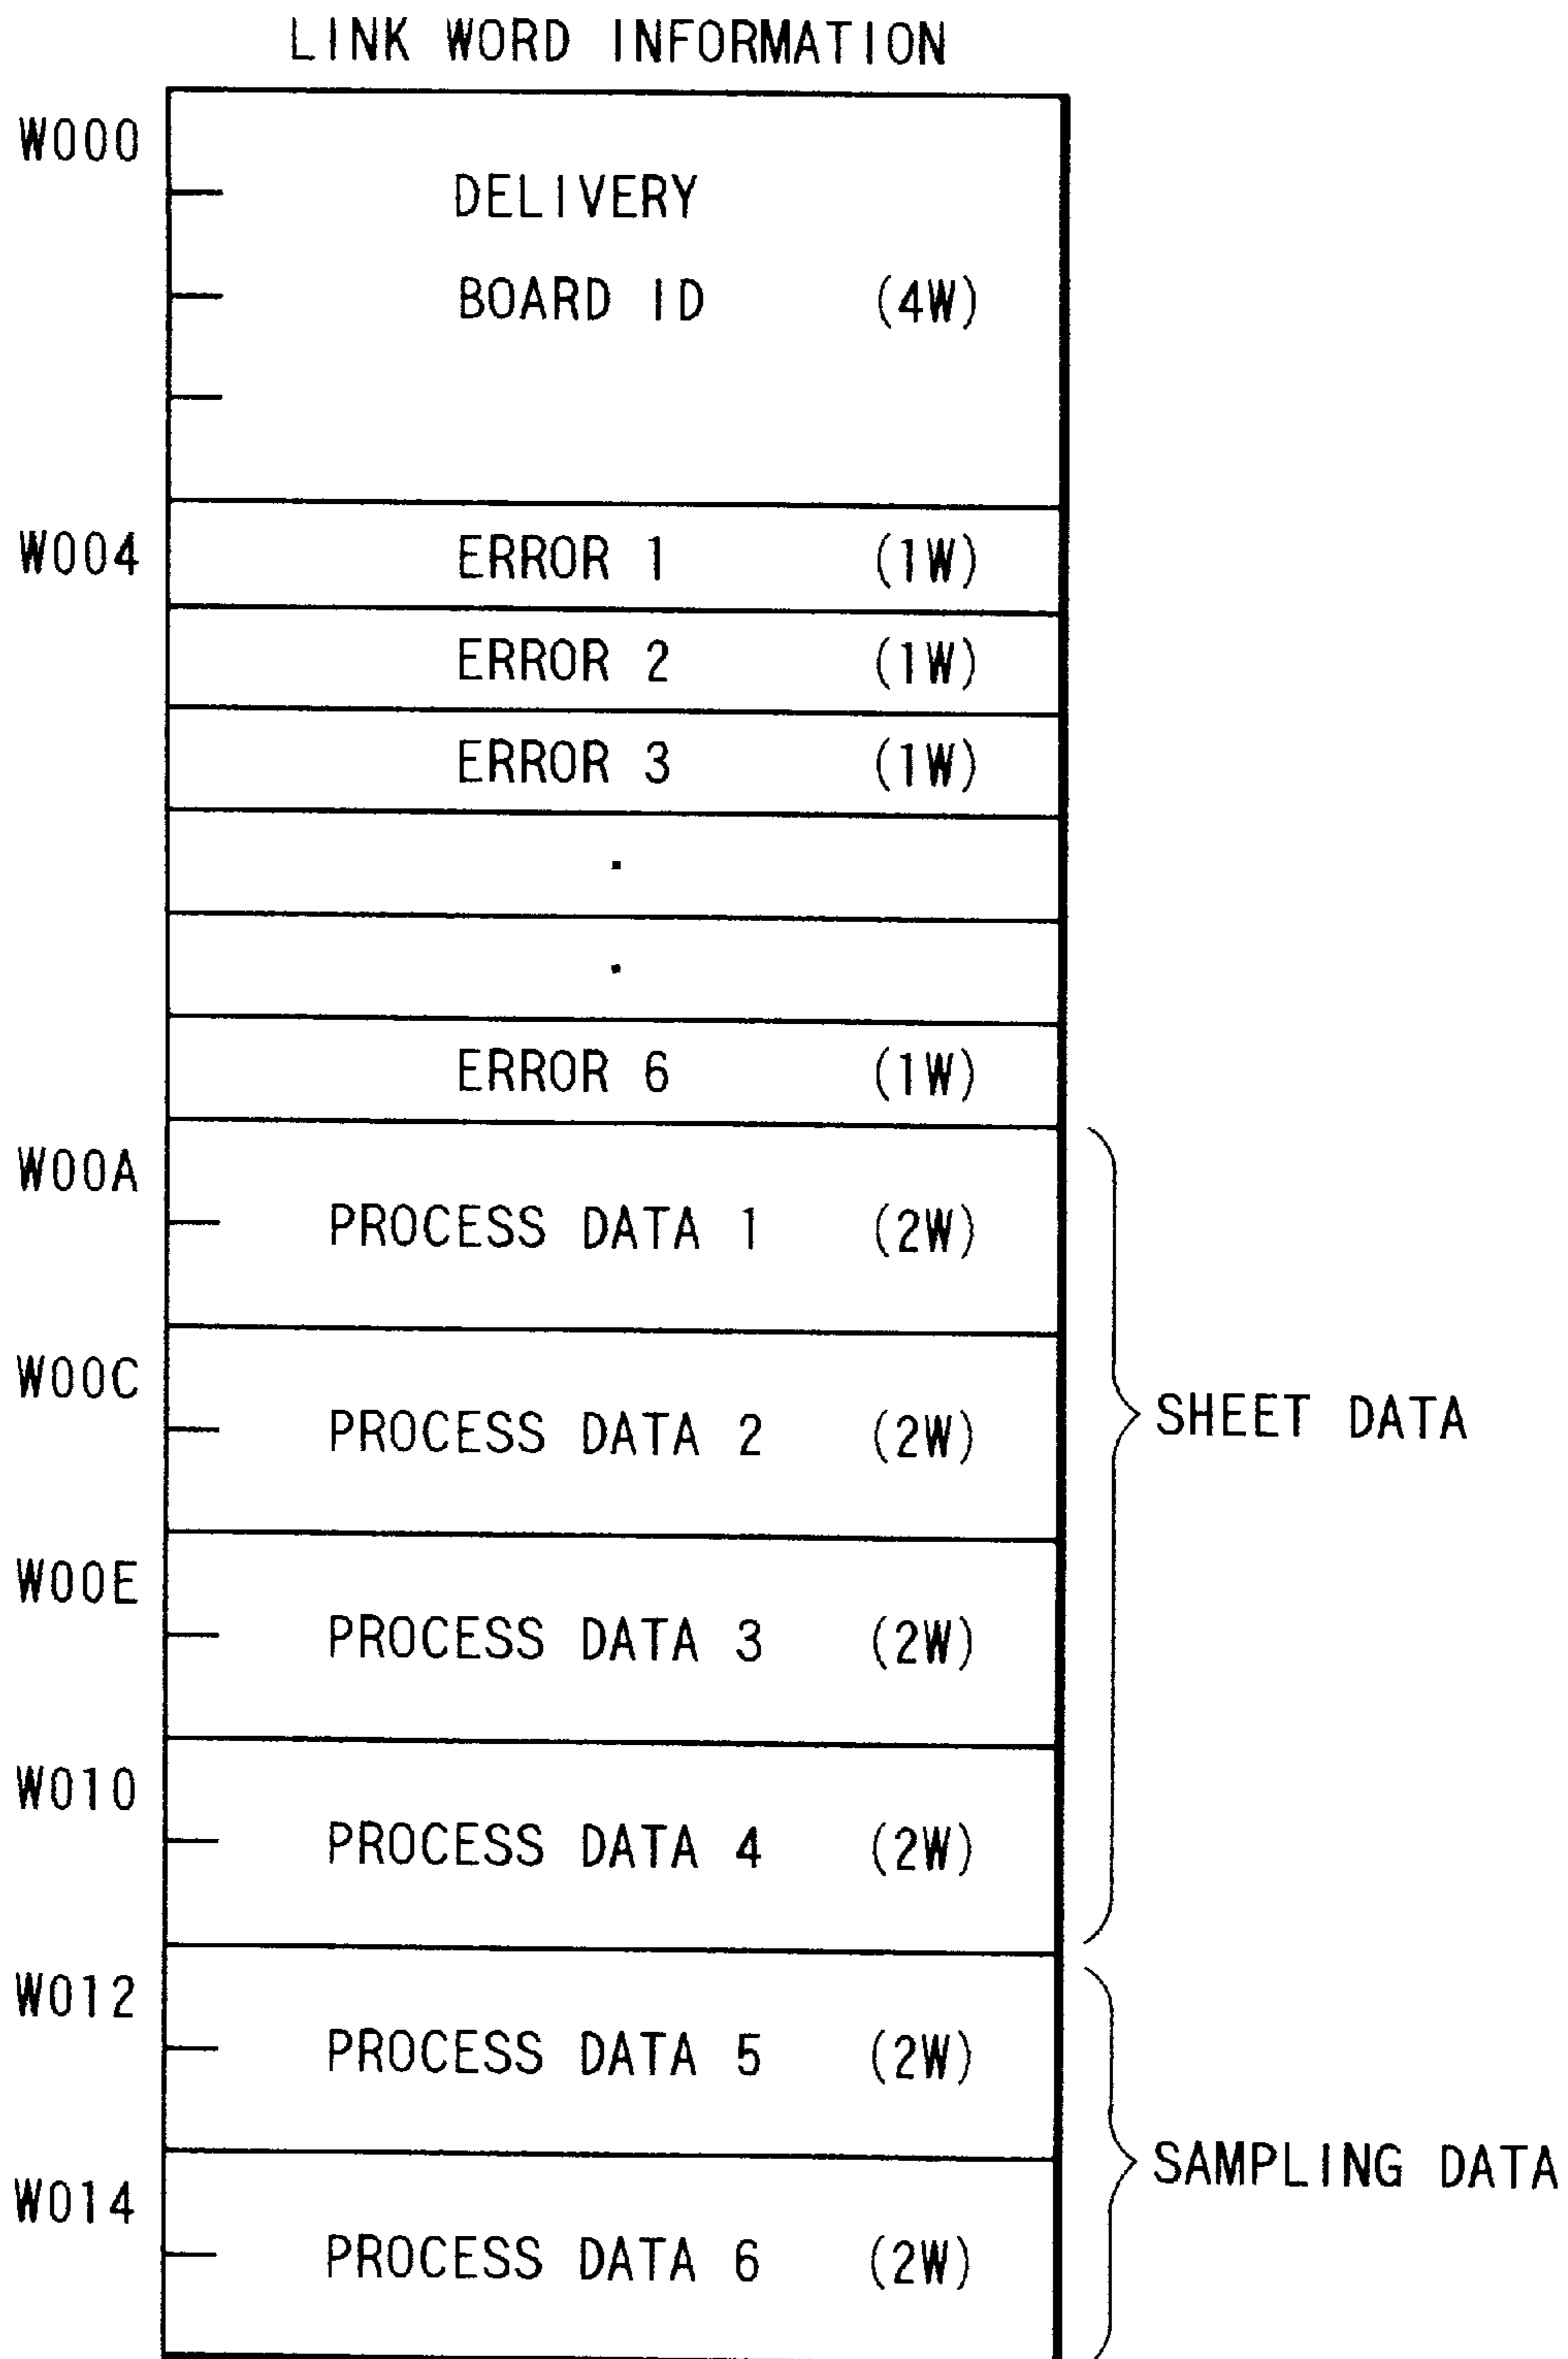 LINK WORD INFORMATION
W000
DELIVERY
BOARD ID (4W)
W004 ERROR 1 (1W)
ERROR 2 (1W)
ERROR 3 (1W)
.
.
ERROR 6 (1W)
W00A
PROCESS DATA 1 (2W)
W00C
PROCESS DATA 2 (2W)
SHEET DATA
W00E
PROCESS DATA 3 (2W)
W010
PROCESS DATA 4 (2W)
W012
PROCESS DATA 5 (2W)
SAMPLING DATA
W014
PROCESS DATA 6 (2W)